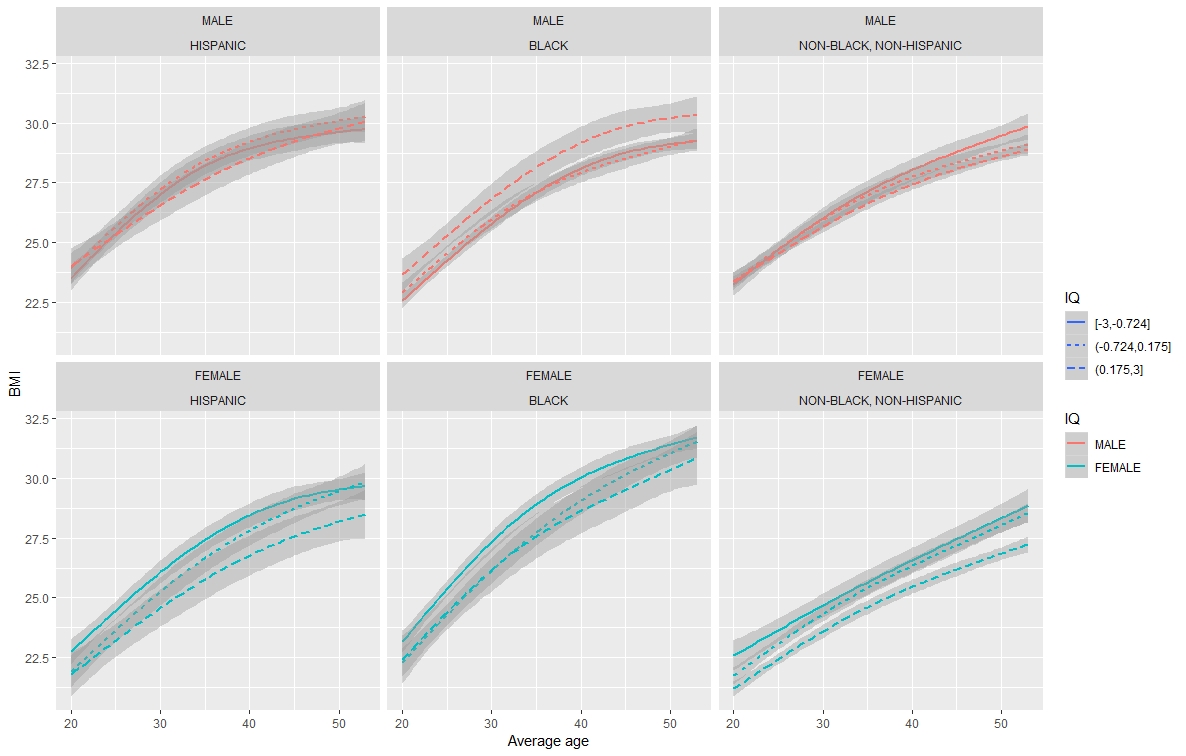 MALE
HISPANIC
MALE
BLACK
MALE
NON-BLACK, NON-HISPANIC
32.5
30.0
27.5
25.0
22.5
FEMALE
HISPANIC
FEMALE
BLACK
FEMALE
NON-BLACK, NON-HISPANIC
32.5
30.0
27.5
25.0
22.5
BMI
20 30 40 50
20 30 40 50
20 30 40 50
Average age
IQ
[-3,-0.724]
(-0.724,0.175]
(0.175,3]
IQ
MALE
FEMALE